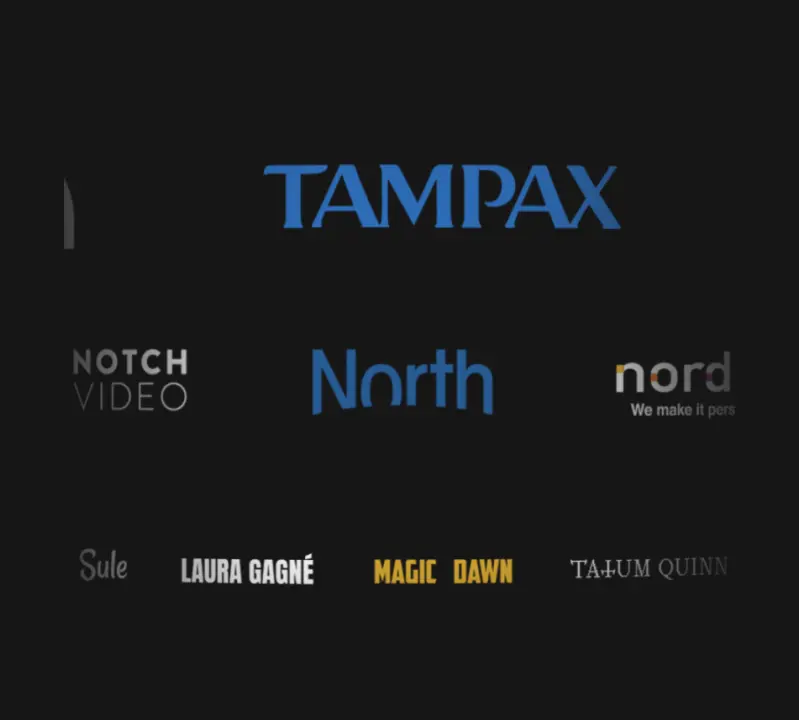 TAMPAX
NOTCH
VIDEO
North
nord
We make it pers
Sule
LAURA GAGNÉ
MAGIC DAWN
TATUM QUINN